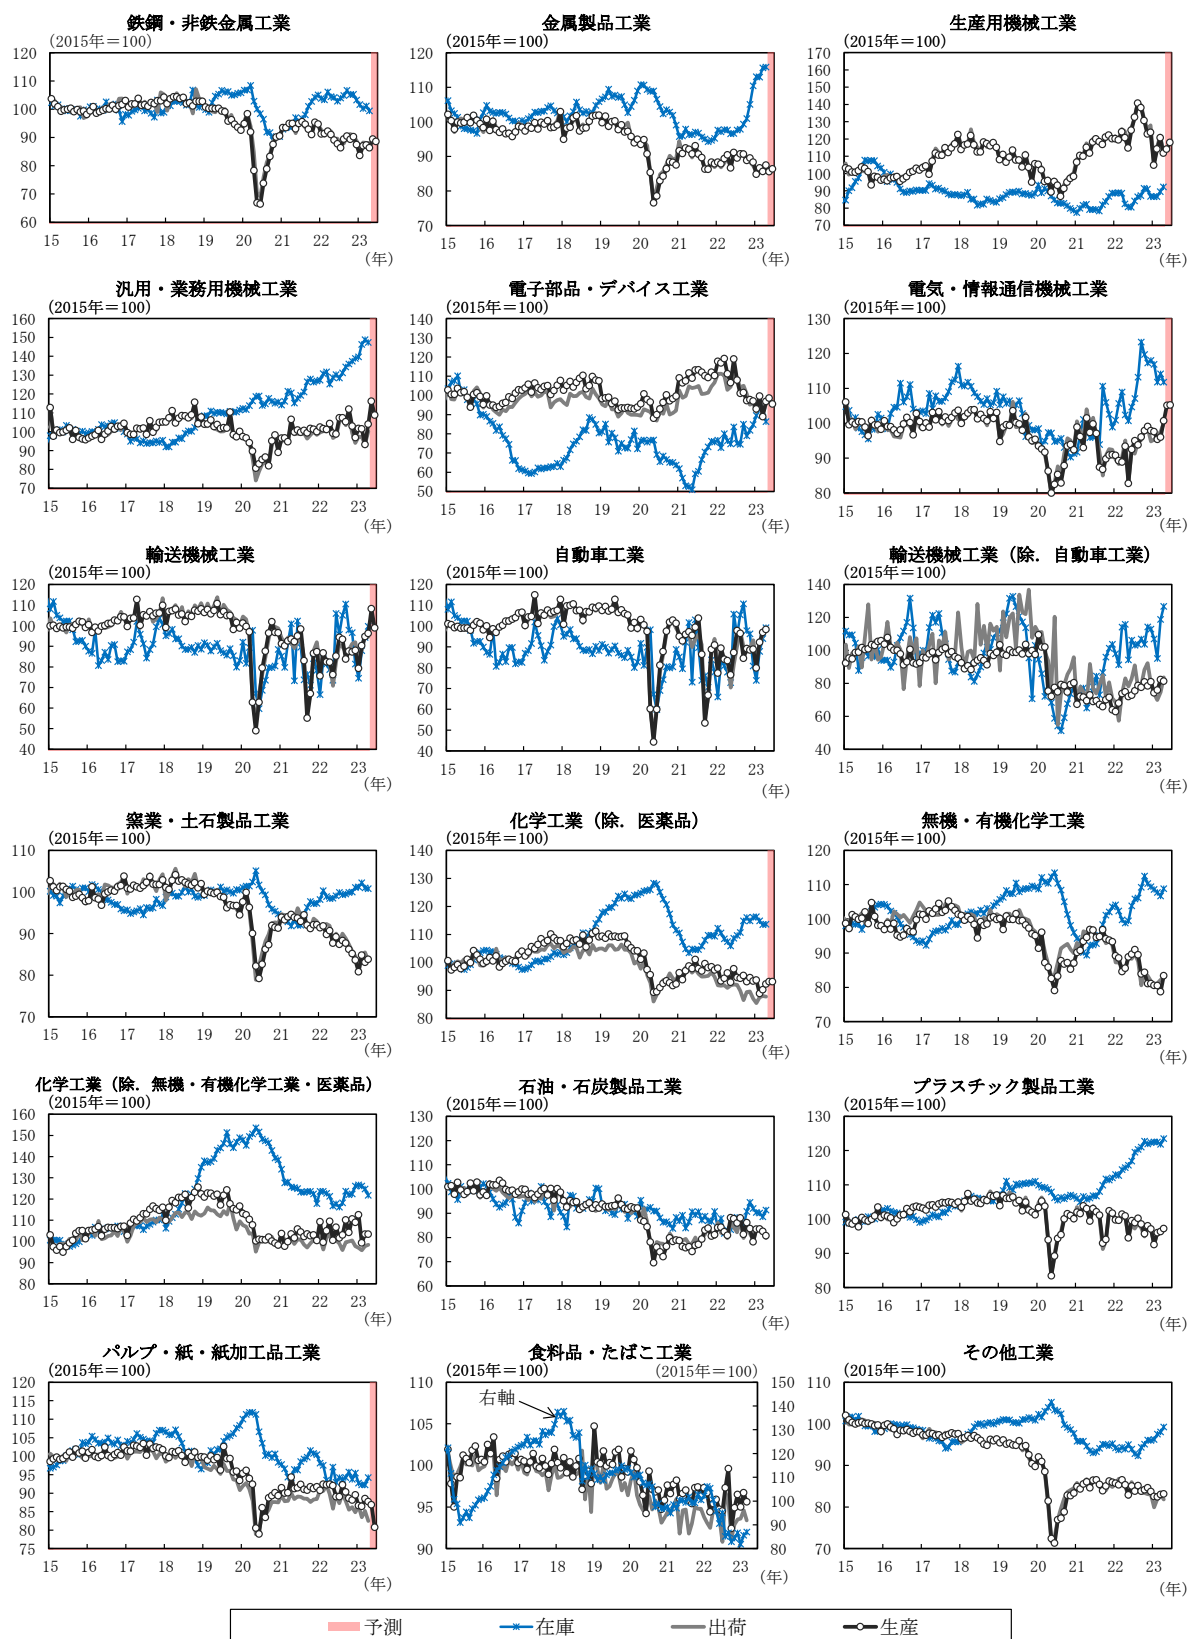 鉄鋼・非鉄金属工業
(2015年＝100)
120
110
100
90
80
70
60
15 16 17 18 19 20 21 22 23
(年)
金属製品工業
(2015年＝100)
120
110
100
90
80
70
15 16 17 18 19 20 21 22 23
(年)
生産用機械工業
(2015年＝100)
170
160
150
140
130
120
110
100
90
80
70
15 16 17 18 19 20 21 22 23
(年)
汎用・業務用機械工業
(2015年＝100)
160
150
140
130
120
110
100
90
80
70
15 16 17 18 19 20 21 22 23
(年)
電子部品・デバイス工業
(2015年＝100)
140
130
120
110
100
90
80
70
60
50
15 16 17 18 19 20 21 22 23
(年)
電気・情報通信機械工業
(2015年＝100)
130
120
110
100
90
80
15 16 17 18 19 20 21 22 23
(年)
輸送機械工業
(2015年＝100)
120
110
100
90
80
70
60
50
40
15 16 17 18 19 20 21 22 23
(年)
自動車工業
(2015年＝100)
120
110
100
90
80
70
60
50
40
15 16 17 18 19 20 21 22 23
(年)
輸送機械工業（除．自動車工業）
(2015年＝100)
140
120
100
80
60
40
15 16 17 18 19 20 21 22 23
(年)
窯業・土石製品工業
(2015年＝100)
110
100
90
80
70
15 16 17 18 19 20 21 22 23
(年)
化学工業（除．医薬品）
(2015年＝100)
140
130
120
110
100
90
80
15 16 17 18 19 20 21 22 23
(年)
無機・有機化学工業
(2015年＝100)
120
110
100
90
80
70
15 16 17 18 19 20 21 22 23
(年)
化学工業（除．無機・有機化学工業・医薬品）
(2015年＝100)
160
150
140
130
120
110
100
90
80
15 16 17 18 19 20 21 22 23
(年)
石油・石炭製品工業
(2015年＝100)
130
120
110
100
90
80
70
60
15 16 17 18 19 20 21 22 23
(年)
プラスチック製品工業
(2015年＝100)
130
120
110
100
90
80
15 16 17 18 19 20 21 22 23
(年)
パルプ・紙・紙加工品工業
(2015年＝100)
120
115
110
105
100
95
90
85
80
75
15 16 17 18 19 20 21 22 23
(年)
食料品・たばこ工業
(2015年＝100) (2015年＝100)
右軸
110
105
100
95
90
150
140
130
120
110
100
90
80
15 16 17 18 19 20 21 22 23
(年)
その他工業
(2015年＝100)
110
100
90
80
70
15 16 17 18 19 20 21 22 23
(年)
予測 在庫 出荷 生産